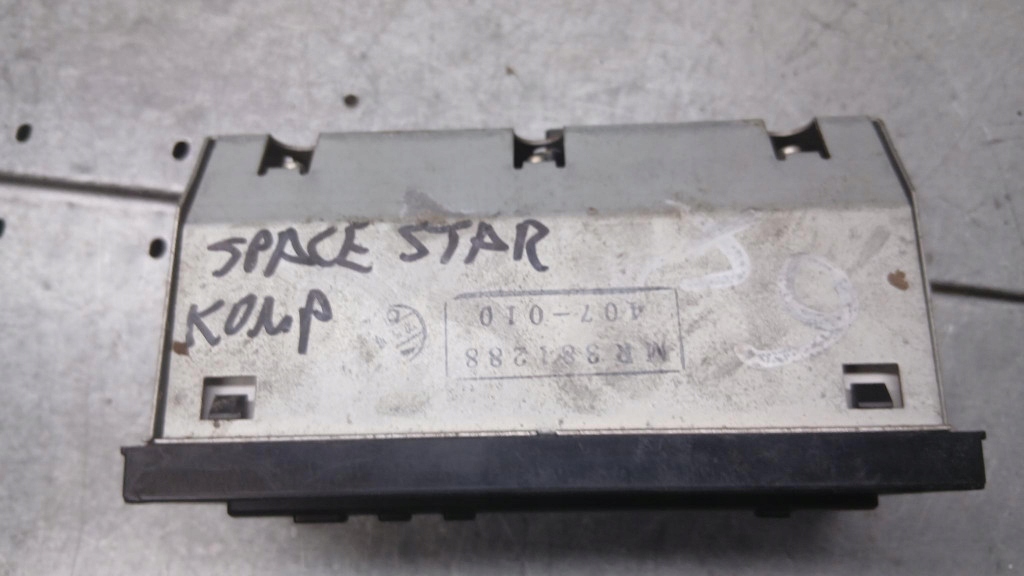 SPACE STAR
KOMP
MR381288
407-010